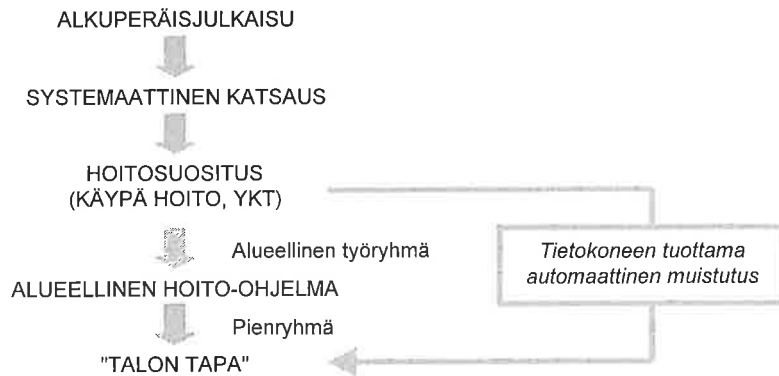 ALKUPERÄISJULKAISU
SYSTEMAATTINEN KATSAUS
HOITOSUOSITUS
(KÄYPÄ HOITO, YKT)
Alueellinen työryhmä
Tietokoneen tuottama
automaattinen muistutus
ALUEELLINEN HOITO-OHJELMA
Pienryhmä
"TALON TAPA"